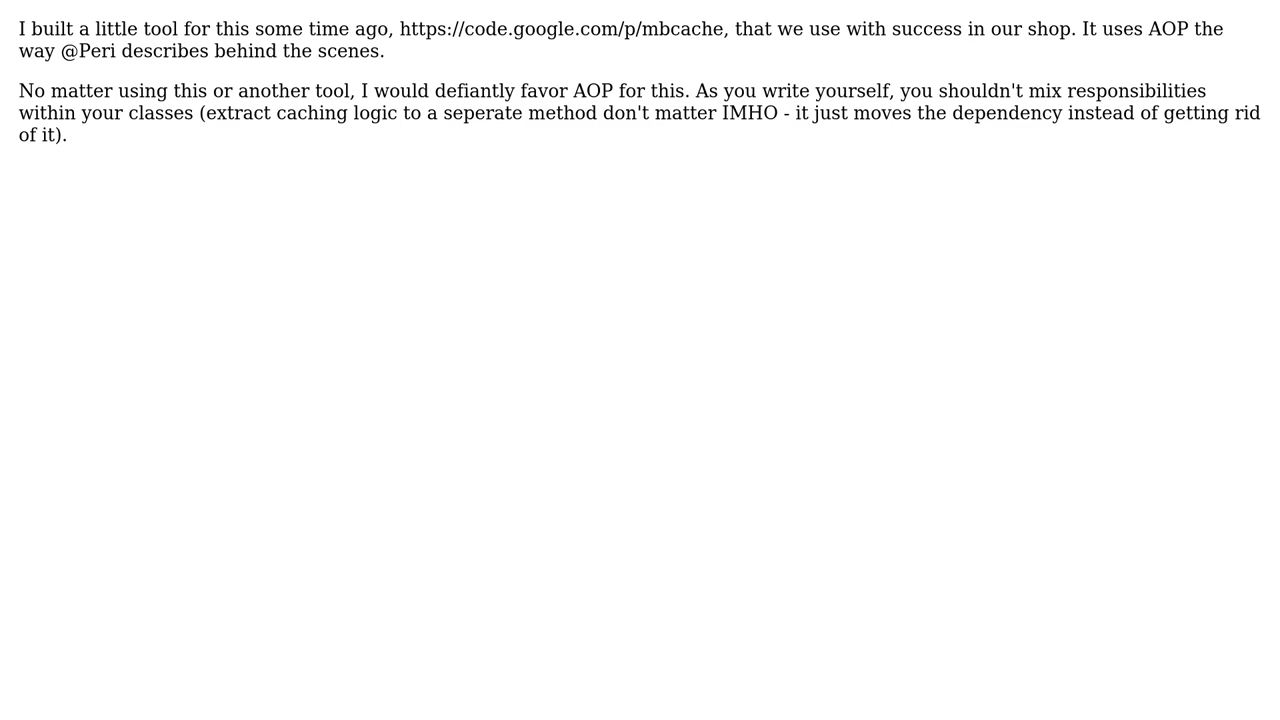 I built a little tool for this some time ago, https://code.google.com/p/mbcache, that we use with success in our shop. It uses AOP the
way @Peri describes behind the scenes.
No matter using this or another tool, I would defiantly favor AOP for this. As you write yourself, you shouldn't mix responsibilities
within your classes (extract caching logic to a seperate method don't matter IMHO - it just moves the dependency instead of getting rid
of it).